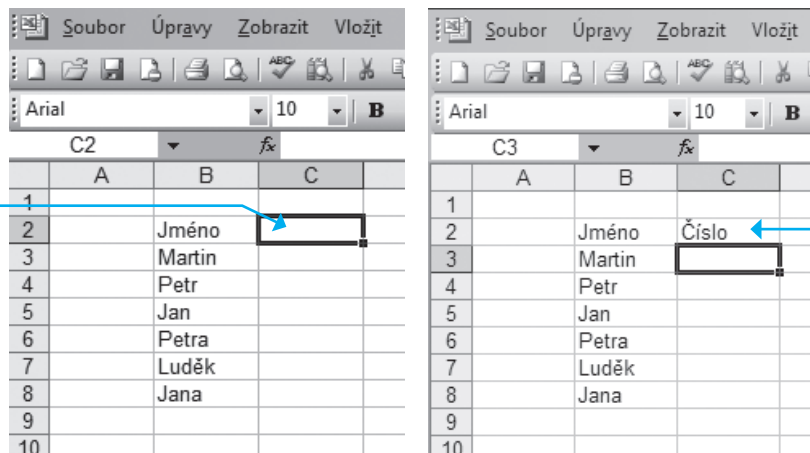 Soubor Úpravy Zobrazit Vložit
ABC
Arial 10 B
C2 fx
A B C
1
2 Jméno
3 Martin
4 Petr
5 Jan
6 Petra
7 Luděk
8 Jana
9
10
Soubor Úpravy Zobrazit Vložit
ABC
Arial 10 B
C3 fx
A B C
1
2 Jméno Číslo
3 Martin
4 Petr
5 Jan
6 Petra
7 Luděk
8 Jana
9
10